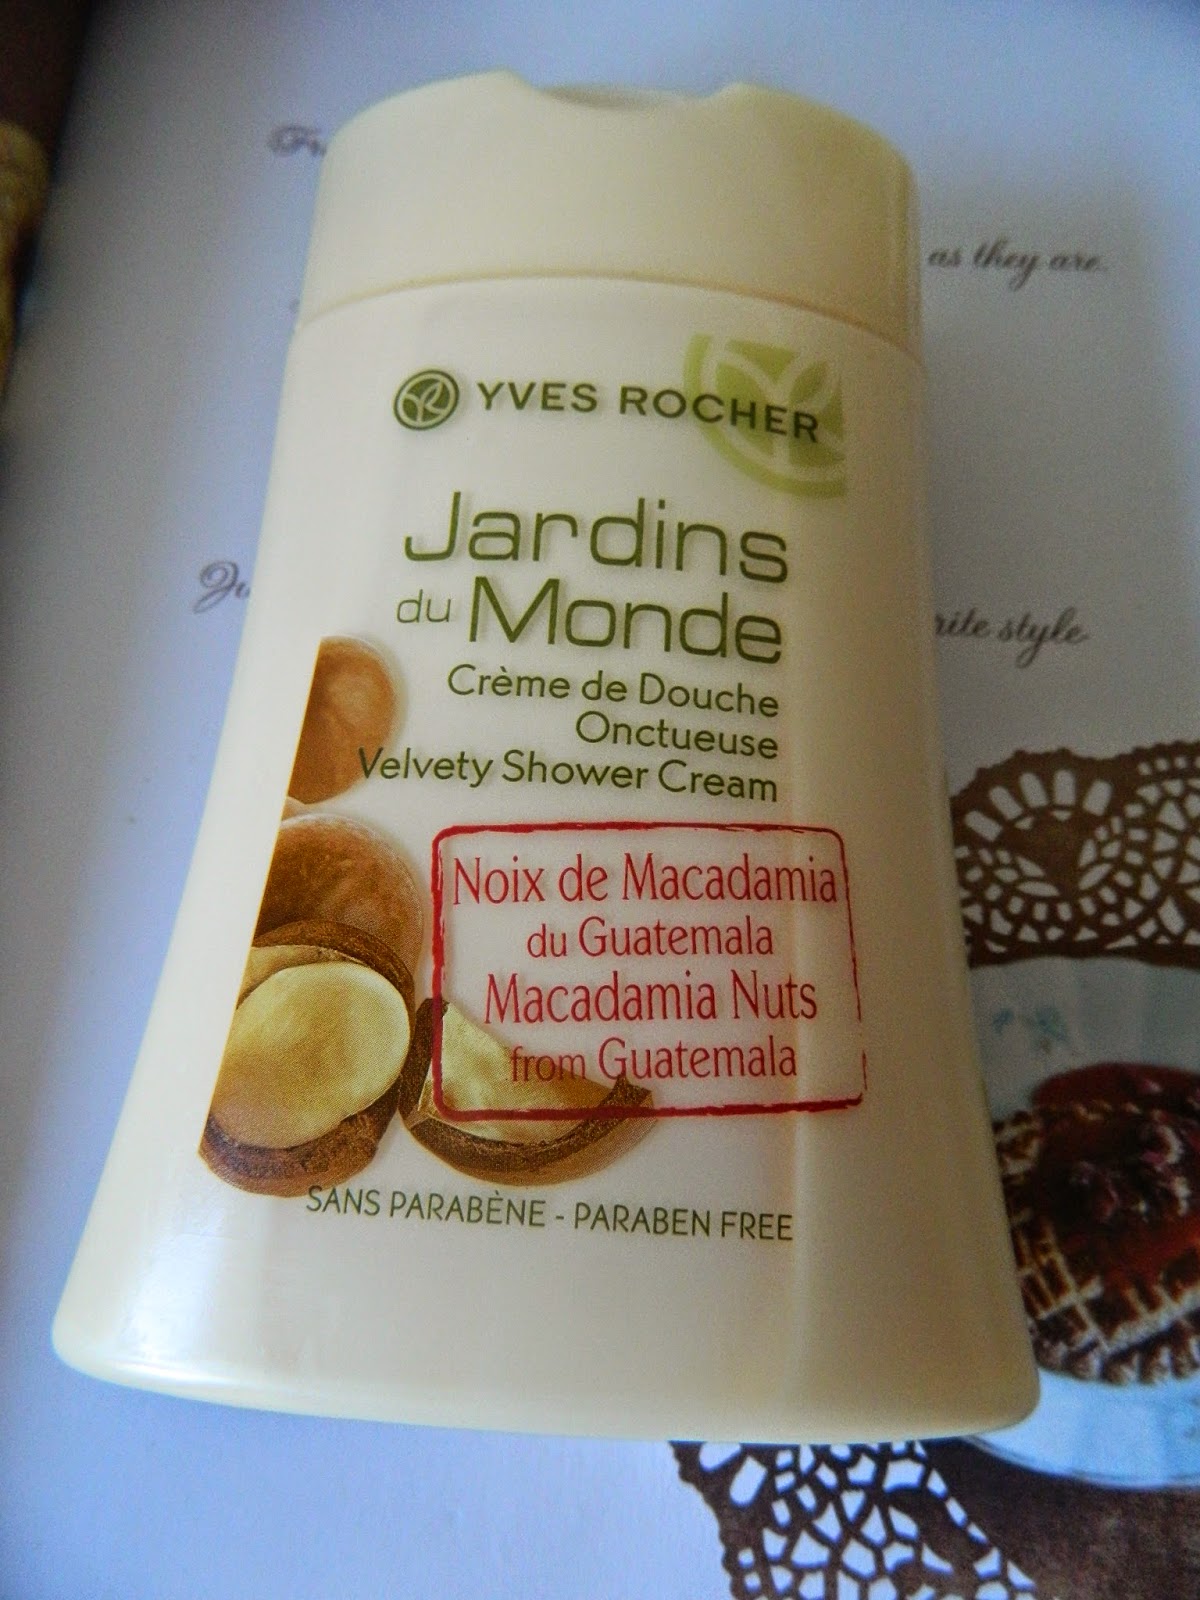 as they are.
YVES ROCHER
Jardins
du Monde
rite style
Crème de Douche
Onctueuse
Velvety Shower Cream
Noix de Macadamia
du Guatemala
Macadamia Nuts
from Guatemala
SANS PARABÈNE - PARABEN FREE